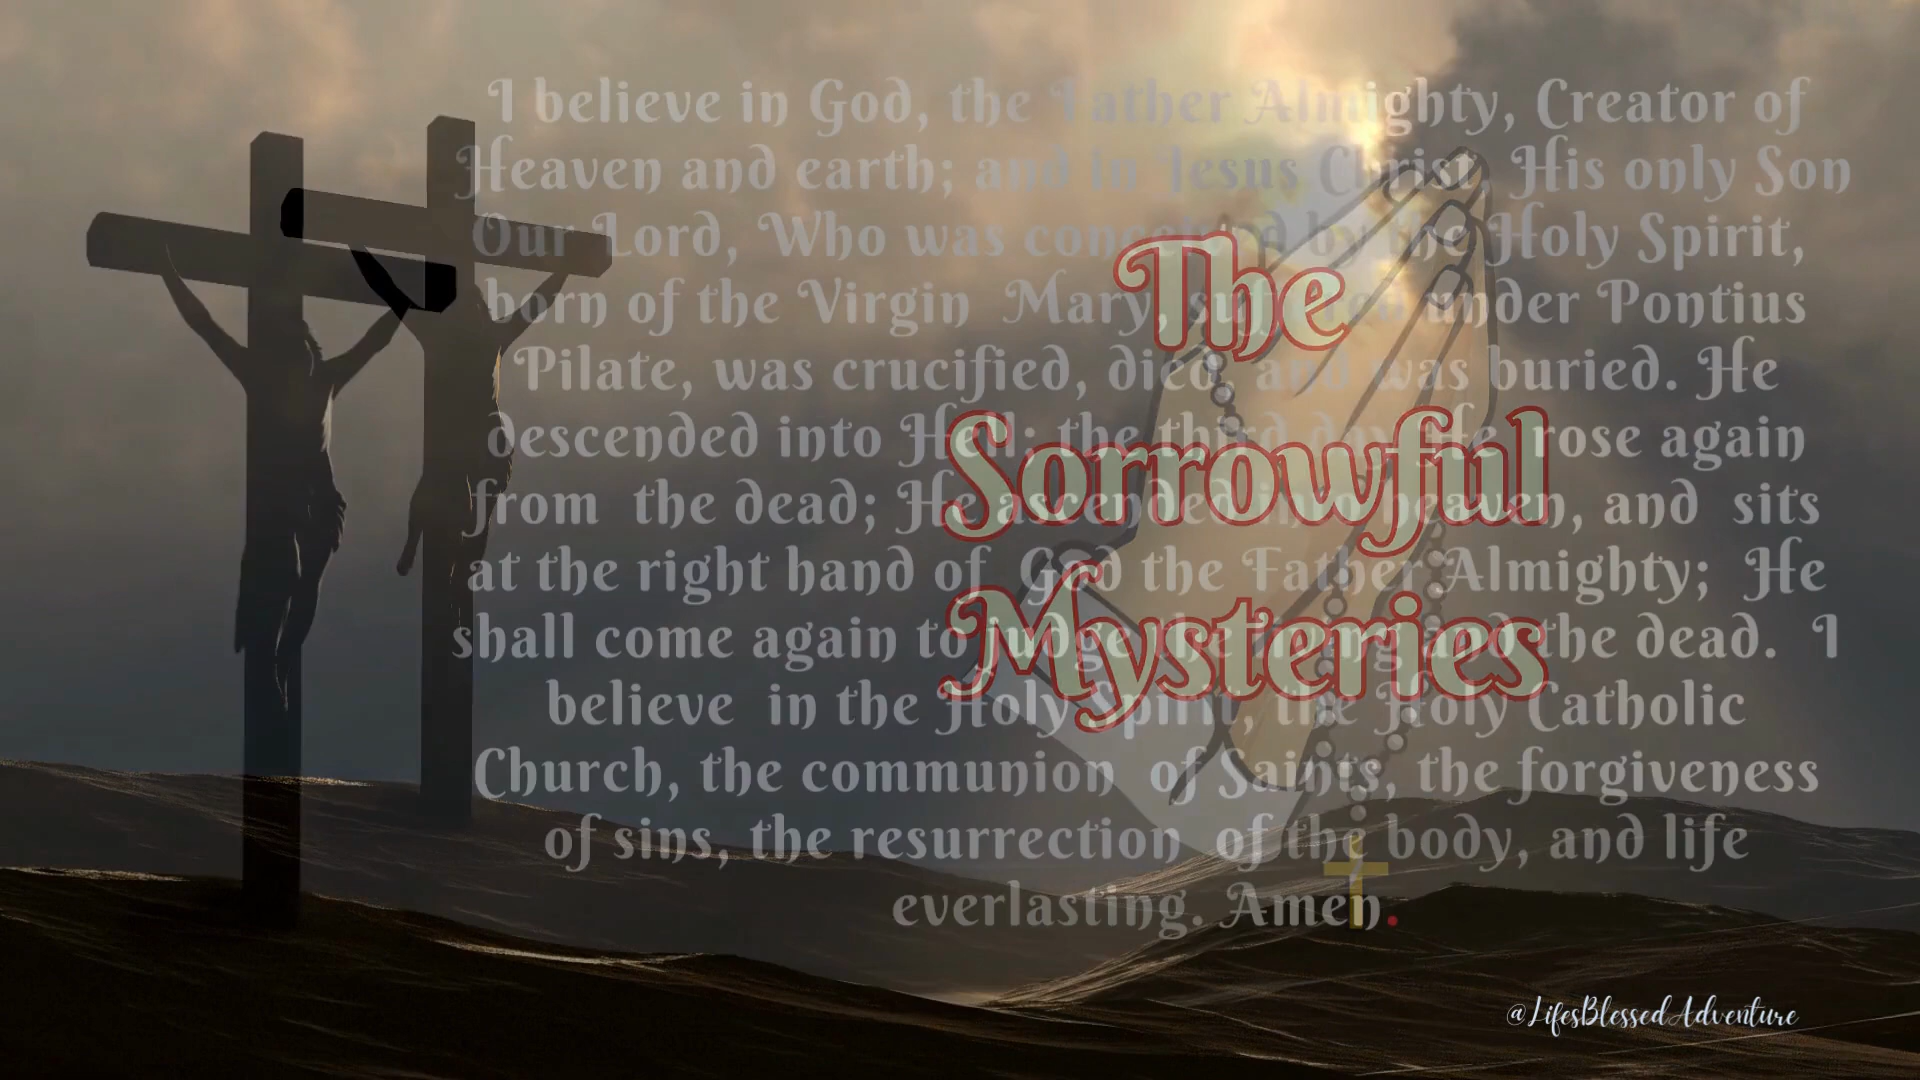 I believe in God, the Father Almighty, Creator of
Heaven and earth; and in Jesus Christ, His only Son
Our Lord, Who was conceived by the Holy Spirit,
born of the Virgin Mary, suffered under Pontius
Pilate, was crucified, died, and was buried. He
descended into Hell; the third day He rose again
from the dead; He ascended into heaven, and sits
at the right hand of God the Father Almighty; He
shall come again to judge the living and the dead. I
believe in the Holy Spirit, the Holy Catholic
Church, the communion of Saints, the forgiveness
of sins, the resurrection of the body, and life
everlasting. Amen.
The
Sorrowful
Mysteries
@LifesBlessedAdventure